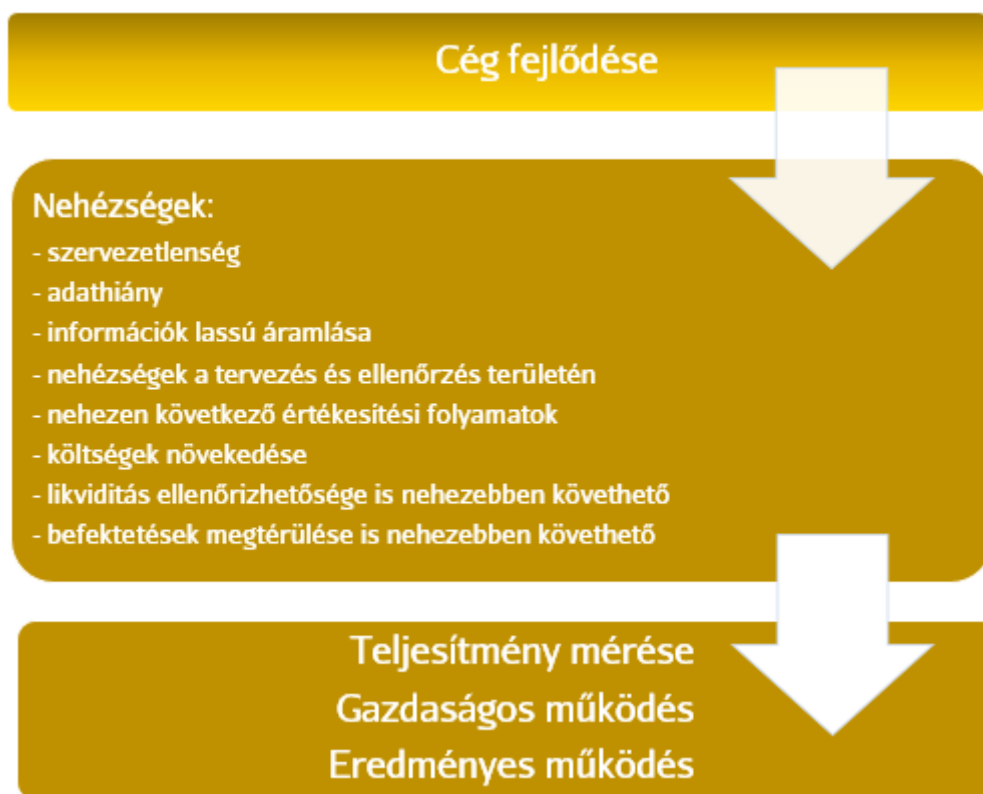 Cég fejlődése
Nehézségek:
- szervezetlenség
- adathiány
- információk lassú áramlása
- nehézségek a tervezés és ellenőrzés területén
- nehezen következő értékesítési folyamatok
- költségek növekedése
- likviditás ellenőrizhetősége is nehezebben követhető
- befektetések megtérülése is nehezebben követhető
Teljesítmény mérése
Gazdaságos működés
Eredményes működés